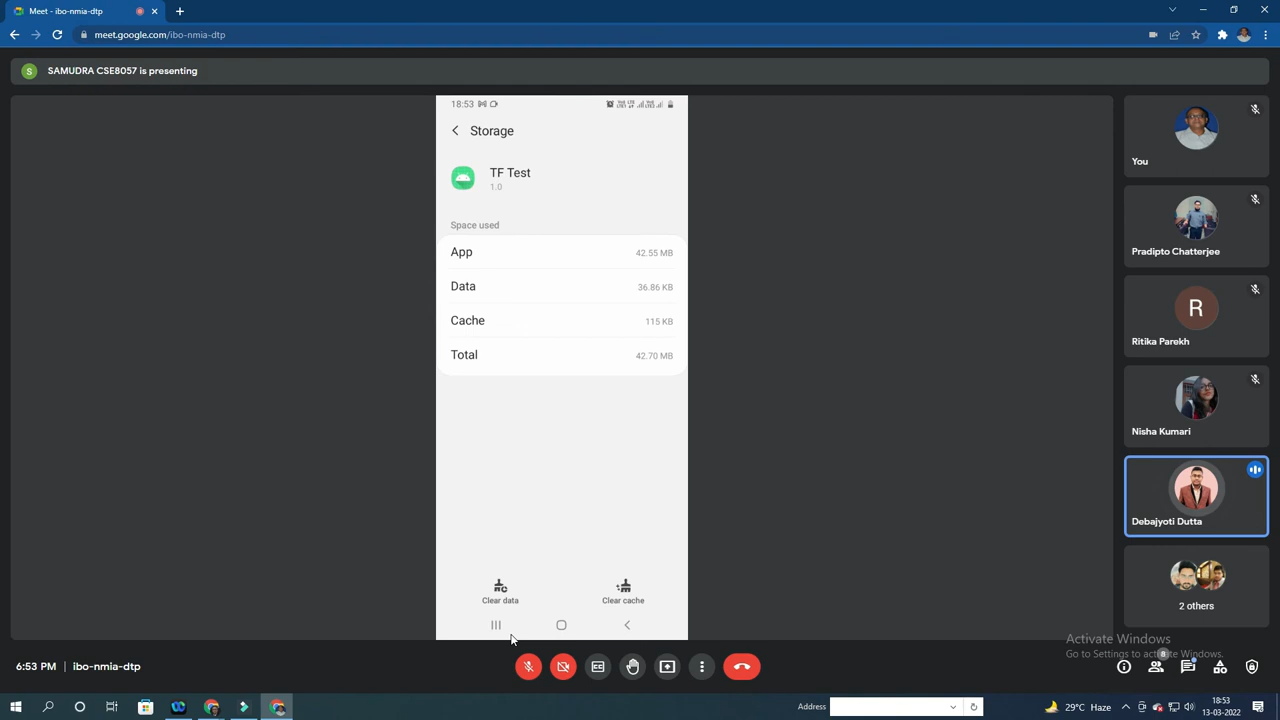 Meet - ibo-nmia-dtp
meet.google.com/ibo-nmia-dtp
S SAMUDRA CSE8057 is presenting
18:53
Storage
TF Test
1.0
Space used
App 42.55 MB
Data 36.86 KB
Cache 115 KB
Total 42.70 MB
Clear data Clear cache
You
Pradipto Chatterjee
R
Ritika Parekh
Nisha Kumari
Debajyoti Dutta
2 others
Activate Windows
Go to Settings to activate Windows.
6:53 PM | ibo-nmia-dtp
8
Address
29°C Haze
18:53
13-03-2022